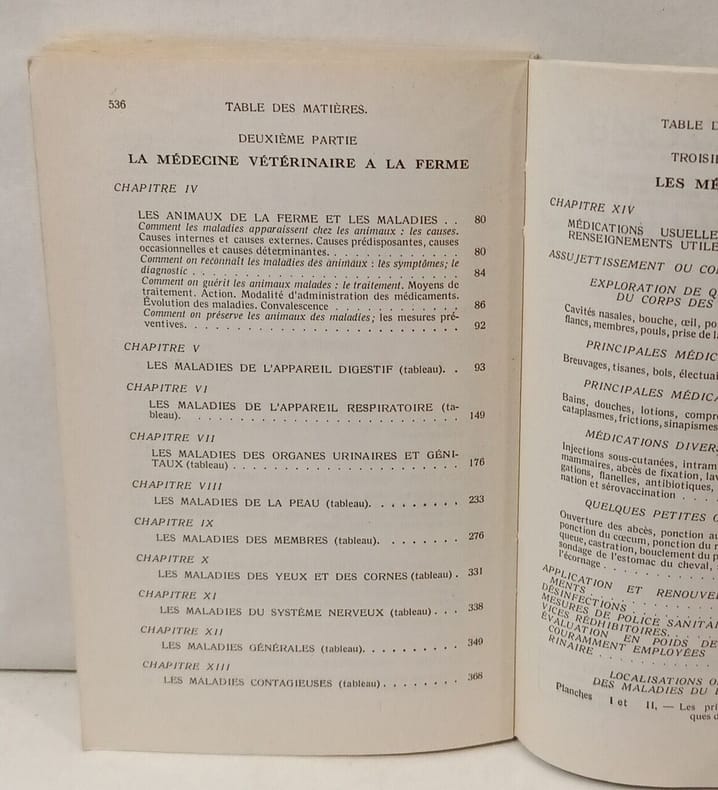 536
TABLE DES MATIÈRES.
DEUXIÈME PARTIE
LA MÉDECINE VÉTÉRINAIRE A LA FERME
CHAPITRE IV
LES ANIMAUX DE LA FERME ET LES MALADIES . . 80
Comment les maladies apparaissent chez les animaux : les causes.
Causes internes et causes externes. Causes prédisposantes, causes
occasionnelles et causes déterminantes. . . . . . . . . . . . . 80
Comment on reconnaît les maladies des animaux : les symptômes; le
diagnostic . . . . . . . . . . . . . . . . . . . . . . . . . 84
Comment on guérit les animaux malades : le traitement. Moyens de
traitement. Action. Modalité d'administration des médicaments.
Évolution des maladies. Convalescence . . . . . . . . . . . . . 86
Comment on préserve les animaux des maladies; les mesures pré-
ventives. . . . . . . . . . . . . . . . . . . . . . . . . . 92
CHAPITRE V
LES MALADIES DE L'APPAREIL DIGESTIF (tableau). . 93
CHAPITRE VI
LES MALADIES DE L'APPAREIL RESPIRATOIRE (ta-
bleau). . . . . . . . . . . . . . . . . . . . . . . 149
CHAPITRE VII
LES MALADIES DES ORGANES URINAIRES ET GÉNI-
TAUX (tableau) . . . . . . . . . . . . . . . . . . . 176
CHAPITRE VIII
LES MALADIES DE LA PEAU (tableau). . . . . . . . . 233
CHAPITRE IX
LES MALADIES DES MEMBRES (tableau). . . . . . . . 276
CHAPITRE X
LES MALADIES DES YEUX ET DES CORNES (tableau) . 331
CHAPITRE XI
LES MALADIES DU SYSTÈME NERVEUX (tableau) . . . 338
CHAPITRE XII
LES MALADIES GÉNÉRALES (tableau). . . . . . . . . 349
CHAPITRE XIII
LES MALADIES CONTAGIEUSES (tableau). . . . . . . . 368
TABLE
TROISI
LES MÉ
CHAPITRE XIV
MÉDICATIONS USUELLE
RENSEIGNEMENTS UTILE
ASSUJETTISSEMENT OU CO
EXPLORATION DE Q
DU CORPS DES
Cavités nasales, bouche, œil, po
flancs, membres, pouls, prise de la
PRINCIPALES MÉDIC
Breuvages, tisanes, bols, électuai
PRINCIPALES MÉDICA
Bains, douches, lotions, compre
cataplasmes, frictions, sinapismes
MÉDICATIONS DIVERS
Injections sous-cutanées, intram
mammaires, abcès de fixation, lav
gations, flanelles, antibiotiques,
nation et sérovaccination . . . .
QUELQUES PETITES O
Ouverture des abcès, ponction au
ponction du cœcum, ponction du r
queue, castration, bouclement du p
sondage de l'estomac du cheval,
l'écornage . . . . . . . . .
APPLICATION ET RENOUVEL
MENTS. . . . . . . . .
DÉSINFECTIONS . . . . . . .
MESURES DE POLICE SANITAI
VICES RÉDHIBITOIRES. . . . .
ÉVALUATION EN POIDS DE
COURAMMENT EMPLOYÉES
RINAIRE . . . . . . . .
LOCALISATIONS O
DES MALADIES DU
Planches I et II. — Les pri
ques d